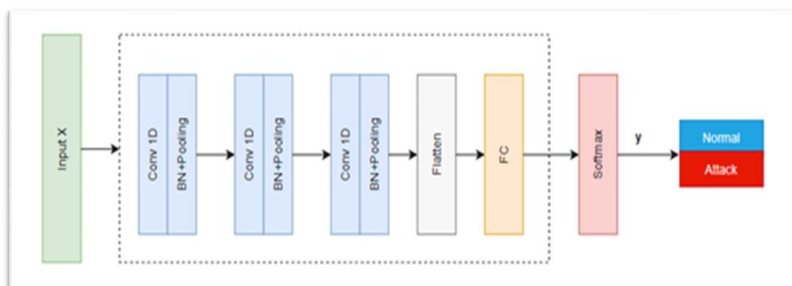 Input X
Conv 1D
BN+Pooling
Conv 1D
BN+Pooling
Conv 1D
BN+Pooling
Flatten
FC
Softmax
y
Normal
Attack